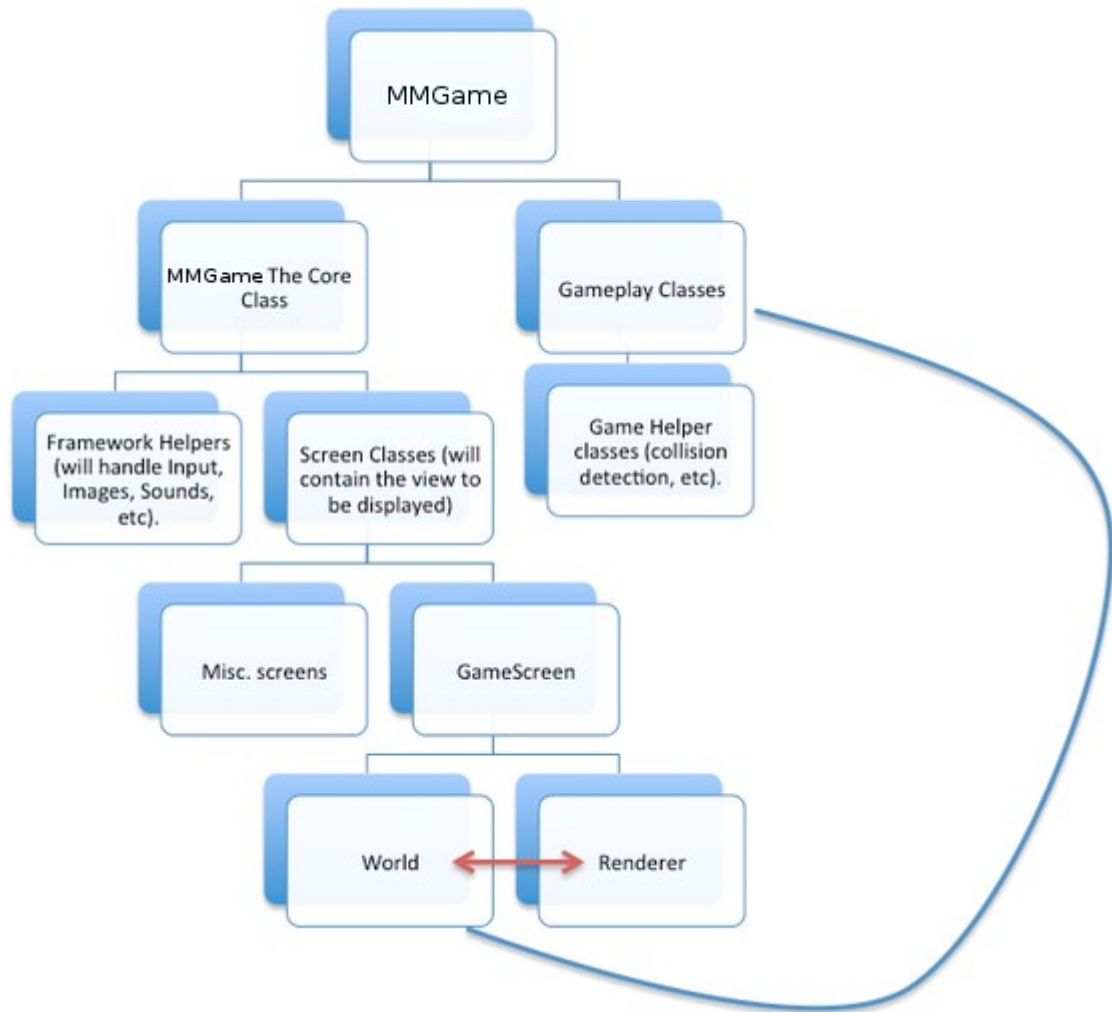 MMGame
MMGame The Core
Class
Gameplay Classes
Framework Helpers
(will handle Input,
Images, Sounds,
etc).
Screen Classes (will
contain the view to
be displayed)
Game Helper
classes (collision
detection, etc).
Misc. screens
GameScreen
World
Renderer